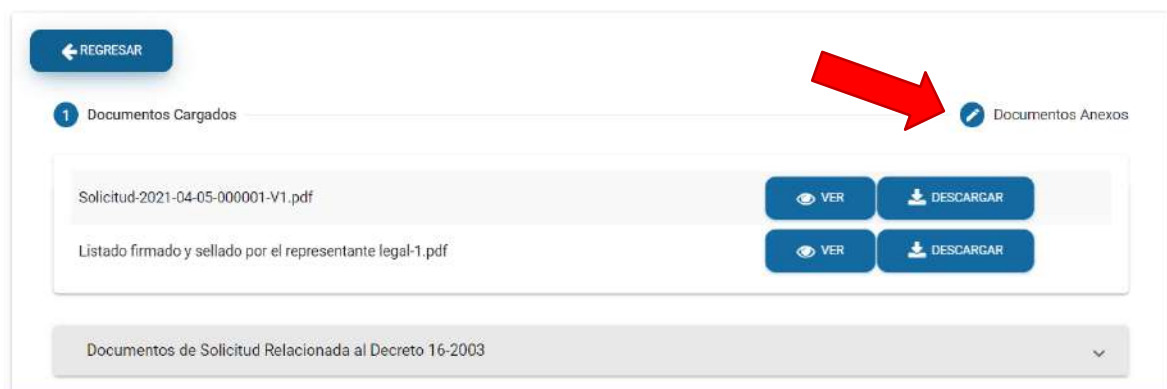 REGRESAR
1 Documentos Cargados
Documentos Anexos
Solicitud-2021-04-05-000001-V1.pdf
VER
DESCARGAR
Listado firmado y sellado por el representante legal-1.pdf
VER
DESCARGAR
Documentos de Solicitud Relacionada al Decreto 16-2003